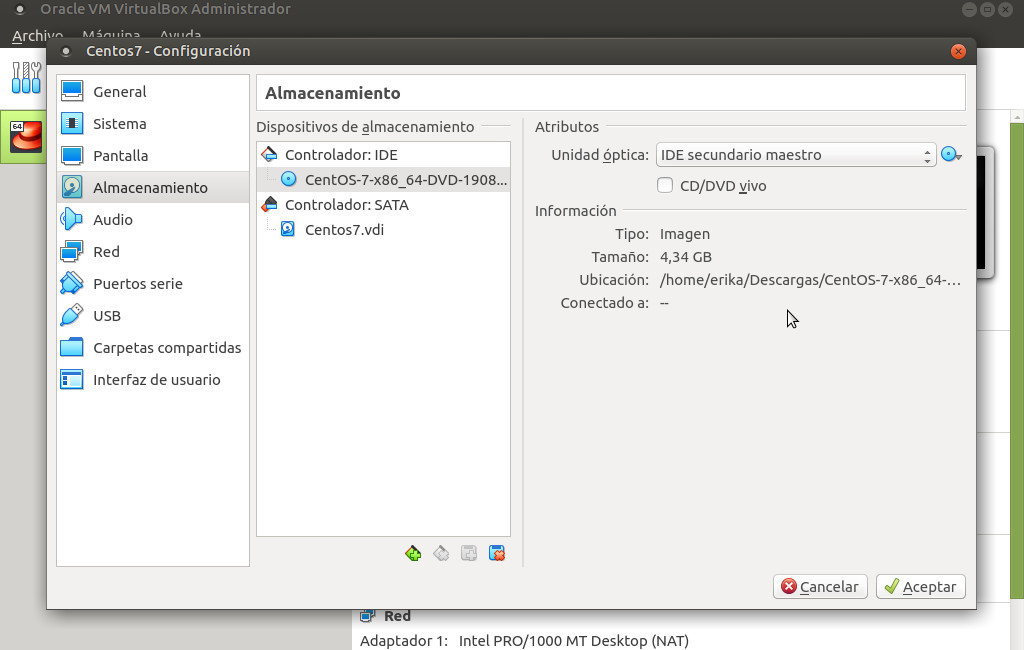 Oracle VM VirtualBox Administrador
Archivo Máquina Ayuda
Centos7 - Configuración
General
Sistema
Pantalla
Almacenamiento
Audio
Red
Puertos serie
USB
Carpetas compartidas
Interfaz de usuario
Almacenamiento
Dispositivos de almacenamiento
Controlador: IDE
CentOS-7-x86_64-DVD-1908...
Controlador: SATA
Centos7.vdi
Atributos
Unidad óptica: IDE secundario maestro
CD/DVD vivo
Información
Tipo: Imagen
Tamaño: 4,34 GB
Ubicación: /home/erika/Descargas/CentOS-7-x86_64-...
Conectado a: --
Cancelar Aceptar
64
Red
Adaptador 1: Intel PRO/1000 MT Desktop (NAT)